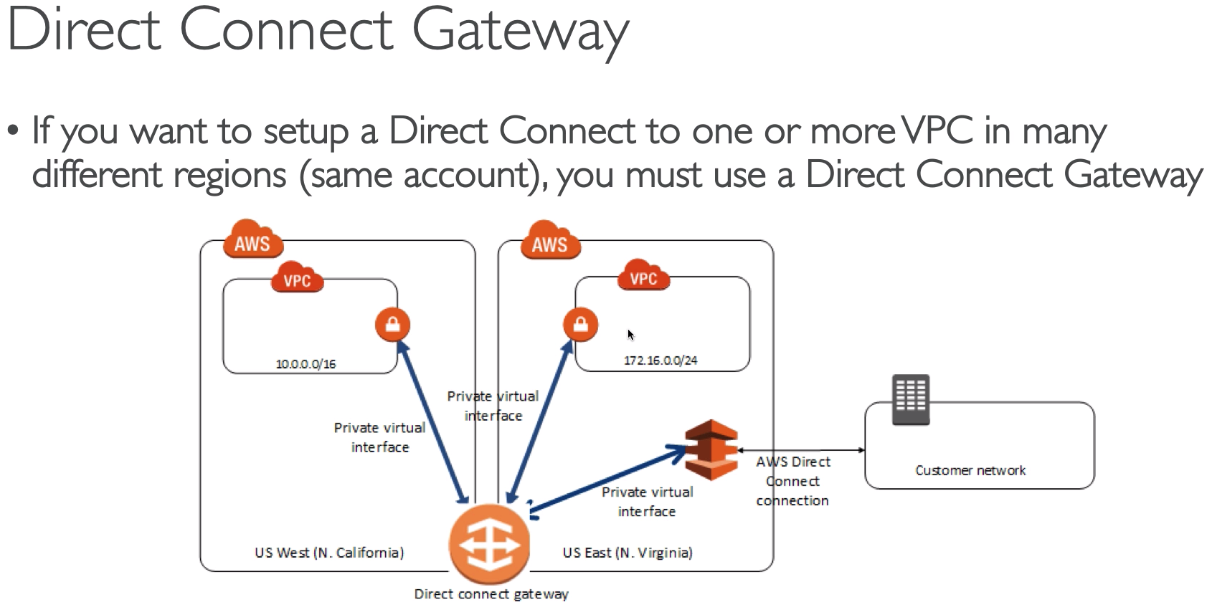 Direct Connect Gateway
• If you want to setup a Direct Connect to one or more VPC in many
different regions (same account), you must use a Direct Connect Gateway
AWS
AWS
VPC
VPC
10.0.0.0/16
172.16.0.0/24
Private virtual
interface
Private virtual
interface
Private virtual
interface
AWS Direct
Connect
connection
Customer network
US West (N. California)
US East (N. Virginia)
Direct connect gateway